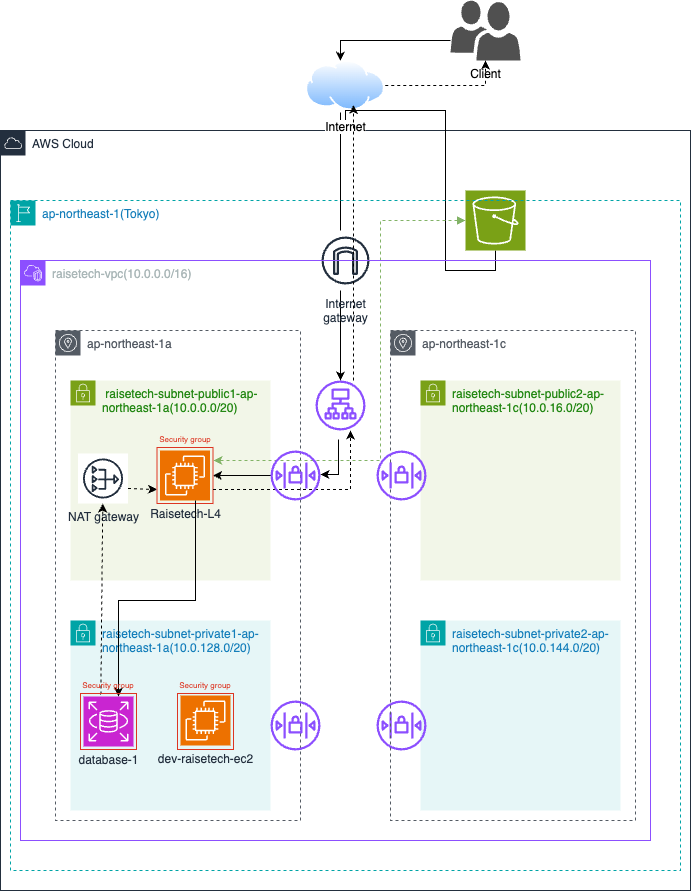 Client
Internet
AWS Cloud
ap-northeast-1(Tokyo)
raisetech-vpc(10.0.0.0/16)
Internet
gateway
ap-northeast-1a
ap-northeast-1c
raisetech-subnet-public1-ap-
northeast-1a(10.0.0.0/20)
raisetech-subnet-public2-ap-
northeast-1c(10.0.16.0/20)
Security group
NAT gateway
Raisetech-L4
raisetech-subnet-private1-ap-
northeast-1a(10.0.128.0/20)
raisetech-subnet-private2-ap-
northeast-1c(10.0.144.0/20)
Security group
Security group
database-1
dev-raisetech-ec2